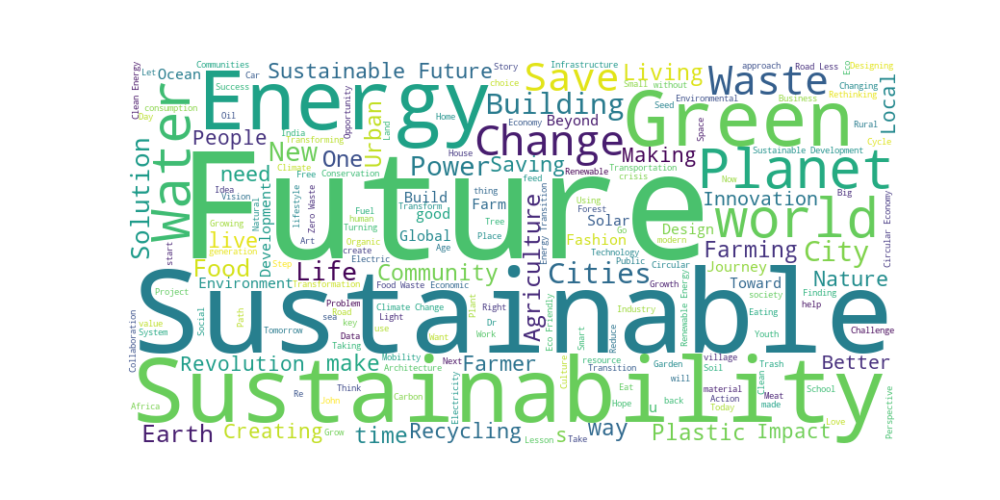 Clean Energy
Let
Communities
Ocean
Success
Car
Sustainable Future
Story
Infrastructure
Save
Small
without
Living
approach
Road Less
Eco
Designing
Changing
Rethinking
Waste
Local
consumption
Day
Oil
Energy
Opportunity
Home
Building
Economy
Beyond
Seed
Environmental
Business
Green
Space
Rural
Cycle
People
India
Transforming
Urban
Land
Change
Making
Solution
Water
New
Climate
One
Power
Saving
House
Renewable
Transportation
crisis
Sustainable Development
Now
Planet
need
Free
Conservation
feed
Idea
Vision
Natural
lifestyle
Zero Waste
Future
Build
good
thing
Farm
Transform
Tree
Energy Transition
Using
Forest
Go
Solar
Innovation
Big
Circular Economy
world
Growing
live
generation
start
Development
Art
Fuel
human
Turning
create
Organic
Electric
Global
Age
Place
Agriculture
Fashion
Technology
Public
modern
Design
Farming
City
Food
Step
Environment
Transformation
Life
Community
Food Waste Economic
Cities
Circular
Growth
Renewable Energy
Journey
Toward
society
Finding
help
Nature
Sustainable
Project
Collaboration
value
System
Social
Path
Tomorrow
Problem
Road
sea
Light
Data
key
Climate Change
use
Taking
Want
Plant
Right
Dr
Work
Eco Friendly
Smart
Industry
Reduce
Eating
Youth
Challenge
Revolution
make
Mobility
Architecture
Farmer
Next
Culture
resource
Transition
Garden
village
Soil
Trash
Clean
Better
Sustainability
Africa
Re
Think
John
Carbon
Electricity
Eat
Hope
will
u
back
material
Action
Today
Meat
made
School
Love
Perspective
Earth
Creating
Grow
time
Recycling
Lesson
s
Take
way
Plastic
Impact